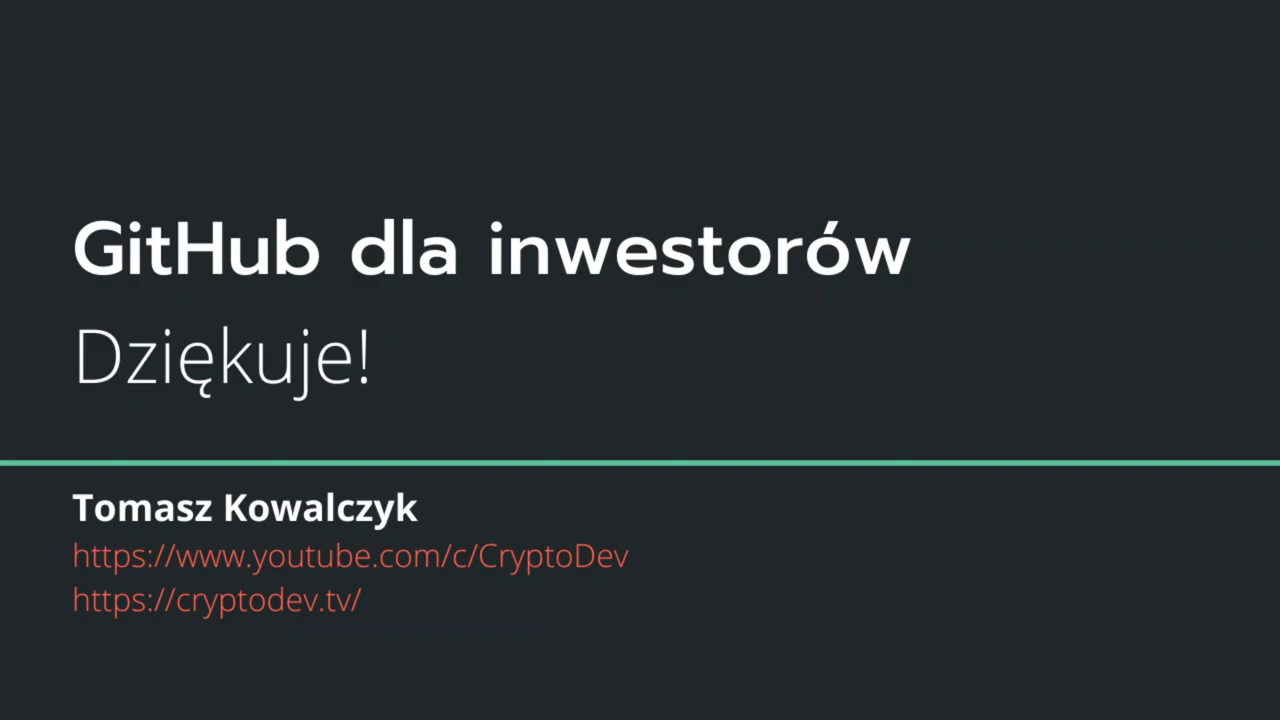 GitHub dla inwestorów
Dziękuje!
Tomasz Kowalczyk
https://www.youtube.com/c/CryptoDev
https://cryptodev.tv/